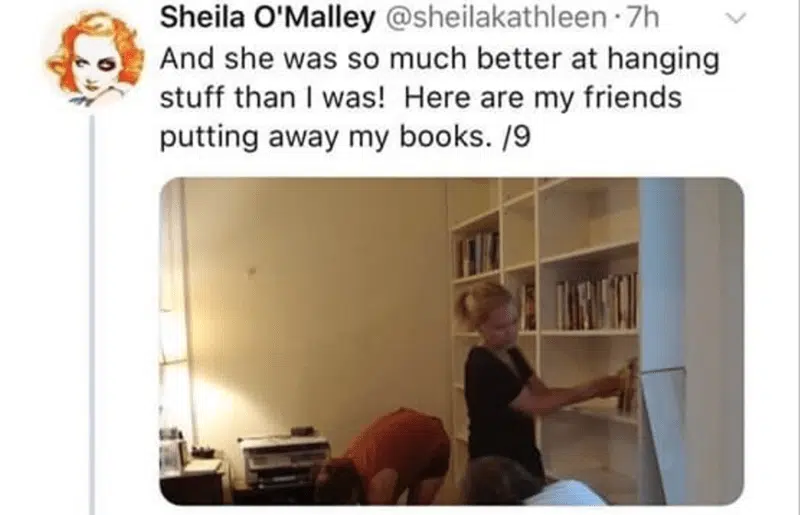 Sheila O'Malley @sheilakathleen · 7h
And she was so much better at hanging
stuff than I was! Here are my friends
putting away my books. /9